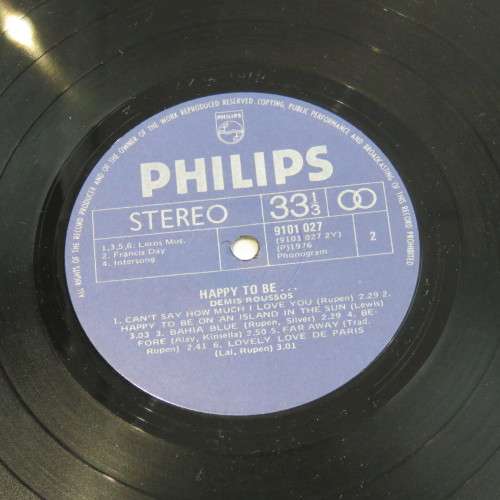 ALL RIGHTS OF THE RECORD PRODUCER AND/OR OF THE OWNER OF THE WORK REPRODUCED RESERVED. COPYING, PUBLIC PERFORMANCE AND BROADCASTING OF THIS RECORD PROHIBITED
PHILIPS
PHILIPS
STEREO 33 1/3
1,3,5,6. Leros Mus.
2. Francis Day
4. Intersong
9101 027
(9101 027 2Y)
(P)1976
Phonogram
2
HAPPY TO BE...
DEMIS ROUSSOS
1. CAN'T SAY HOW MUCH I LOVE YOU (Rupen) 2.29 2.
HAPPY TO BE ON AN ISLAND IN THE SUN (Lewis)
3.03 3. BAHIA BLUE (Rupen, Silver) 2.29 4. BE-
FORE (Alay, Kinsella) 2.50 5. FAR AWAY (Trad.
Rupen) 2.41 6. LOVELY LOVE DE PARIS
(Lai, Rupen) 3.01